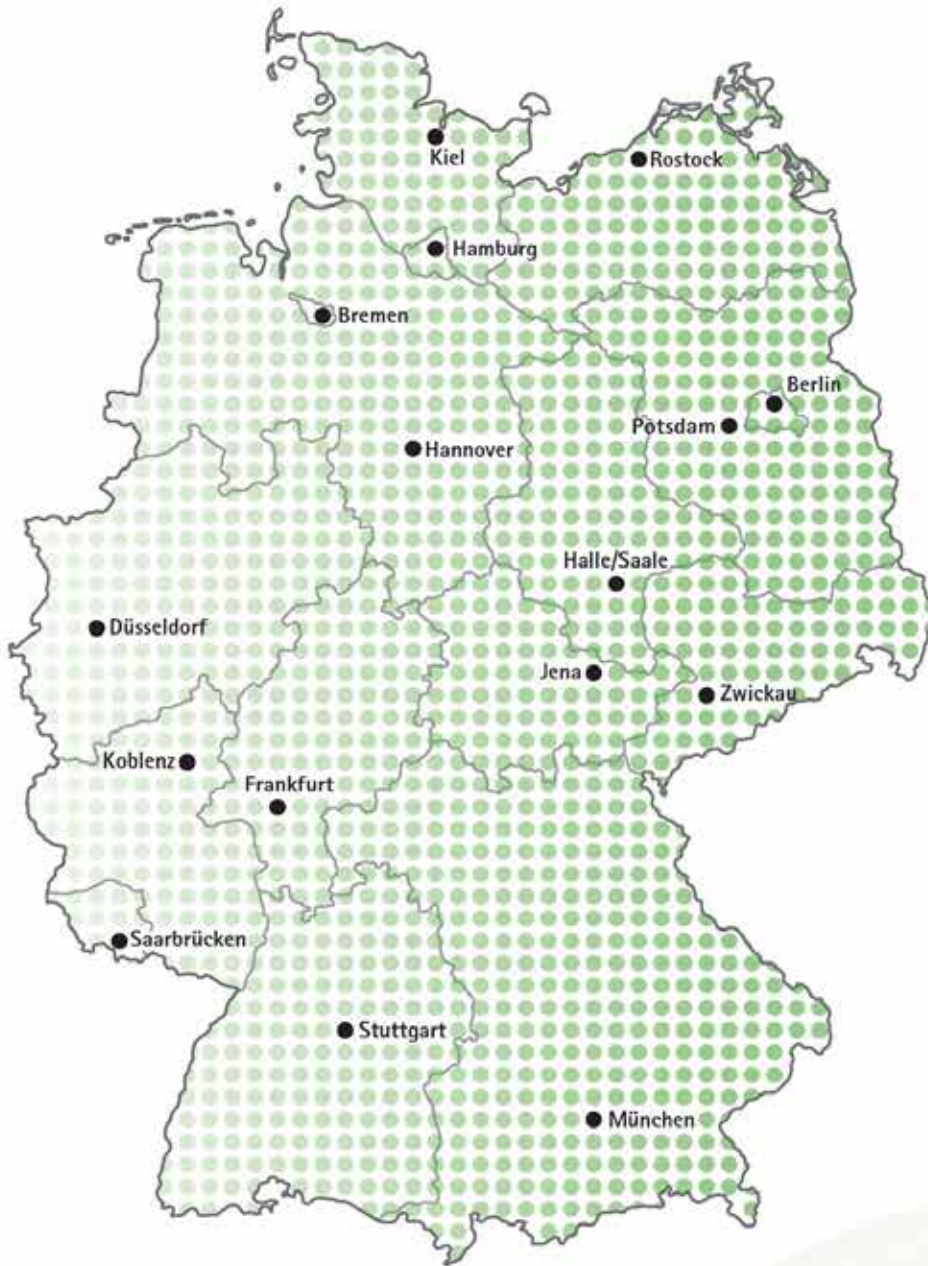 Kiel
Rostock
Hamburg
Bremen
Berlin
Potsdam
Hannover
Halle/Saale
Düsseldorf
Jena
Zwickau
Koblenz
Frankfurt
Saarbrücken
Stuttgart
München